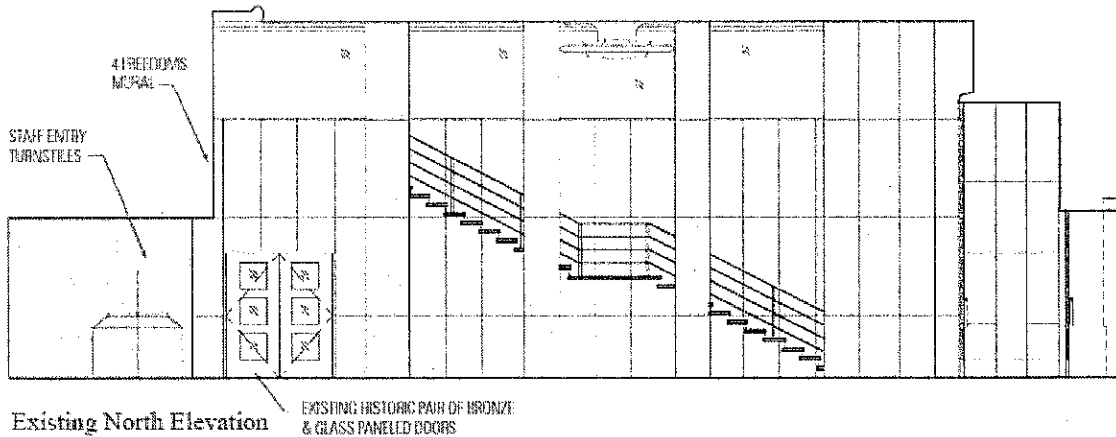 4 FREEDOMS
MURAL
STAFF ENTRY
TURNSTILES
Existing North Elevation
EXISTING HISTORIC PAIR OF BRONZE
& GLASS PANELED DOORS